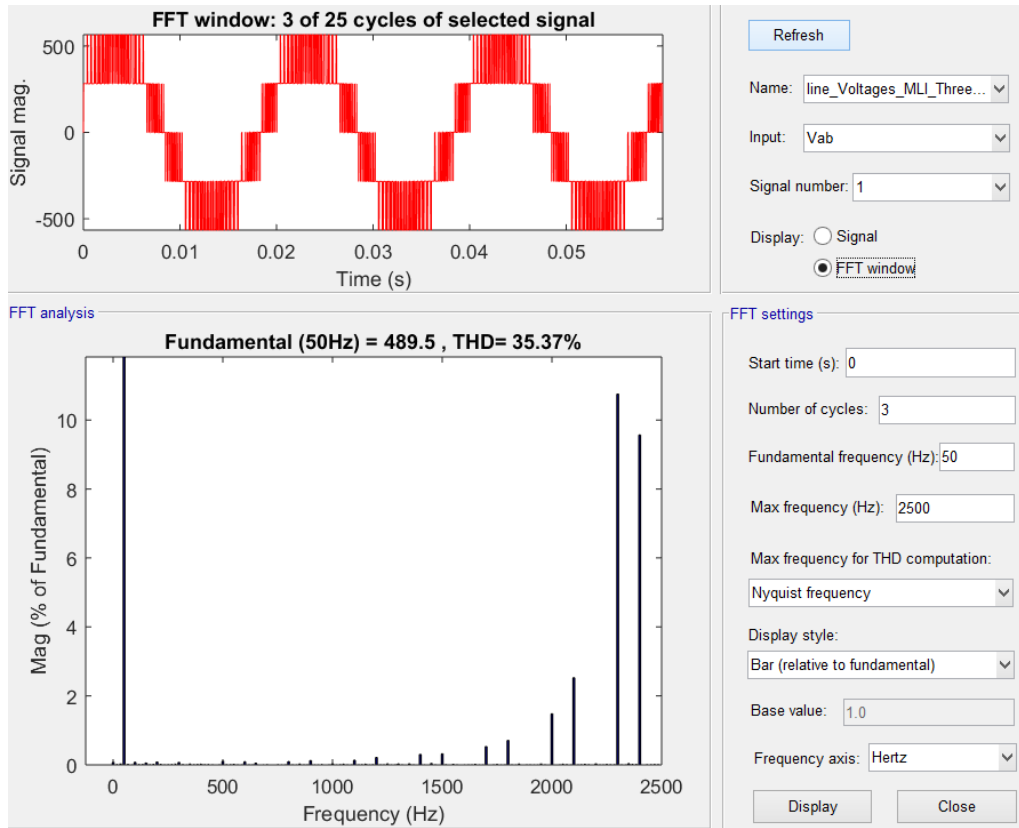 FFT window: 3 of 25 cycles of selected signal
500
0
-500
Signal mag.
0
0.01
0.02
0.03
0.04
0.05
Time (s)
Refresh
Name: line_Voltages_MLI_Three...
Input: Vab
Signal number: 1
Display: Signal
FFT window
FFT analysis
Fundamental (50Hz) = 489.5 , THD= 35.37%
10
8
6
4
2
0
Mag (% of Fundamental)
0
500
1000
1500
2000
2500
Frequency (Hz)
FFT settings
Start time (s): 0
Number of cycles: 3
Fundamental frequency (Hz): 50
Max frequency (Hz): 2500
Max frequency for THD computation:
Nyquist frequency
Display style:
Bar (relative to fundamental)
Base value: 1.0
Frequency axis: Hertz
Display
Close